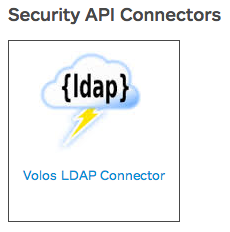 Security API Connectors
{ldap}
Volos LDAP Connector